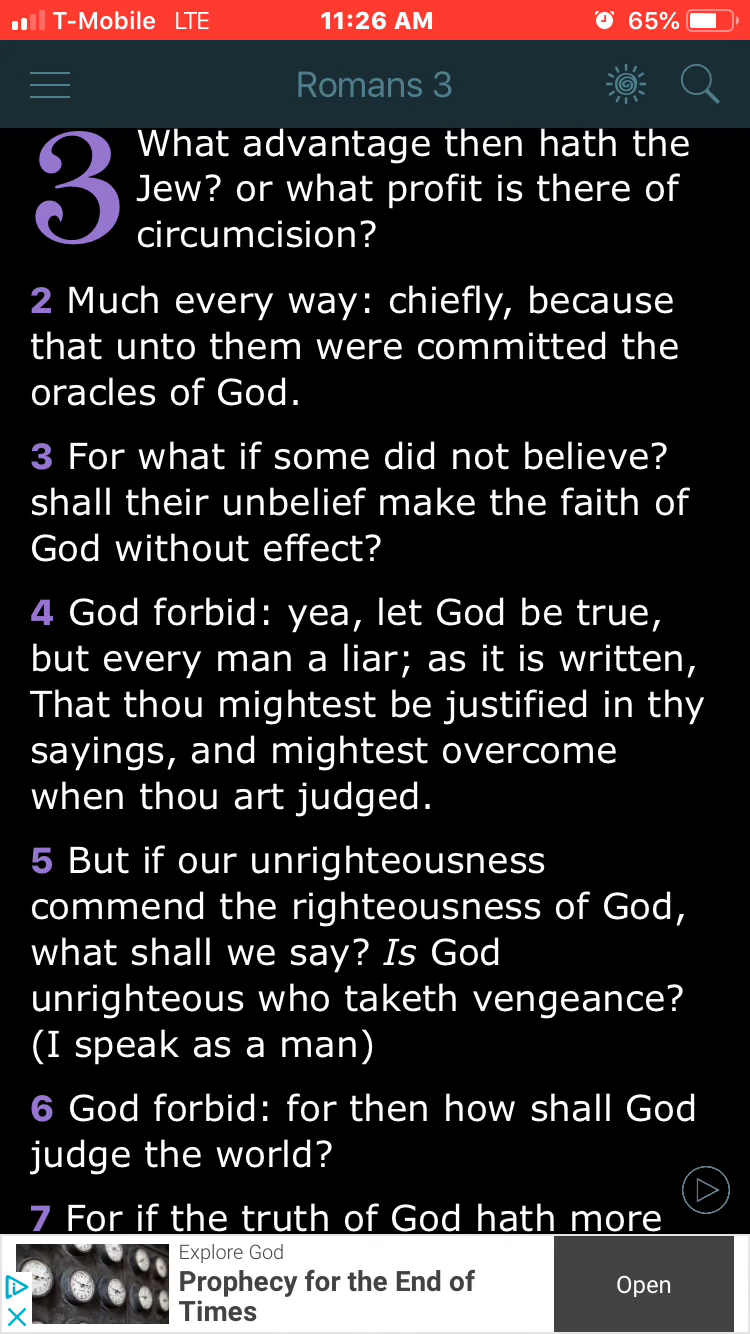 T-Mobile LTE 11:26 AM 65%
Romans 3
3 What advantage then hath the
Jew? or what profit is there of
circumcision?
2 Much every way: chiefly, because
that unto them were committed the
oracles of God.
3 For what if some did not believe?
shall their unbelief make the faith of
God without effect?
4 God forbid: yea, let God be true,
but every man a liar; as it is written,
That thou mightest be justified in thy
sayings, and mightest overcome
when thou art judged.
5 But if our unrighteousness
commend the righteousness of God,
what shall we say? Is God
unrighteous who taketh vengeance?
(I speak as a man)
6 God forbid: for then how shall God
judge the world?
7 For if the truth of God hath more
Explore God
Prophecy for the End of
Times
Open